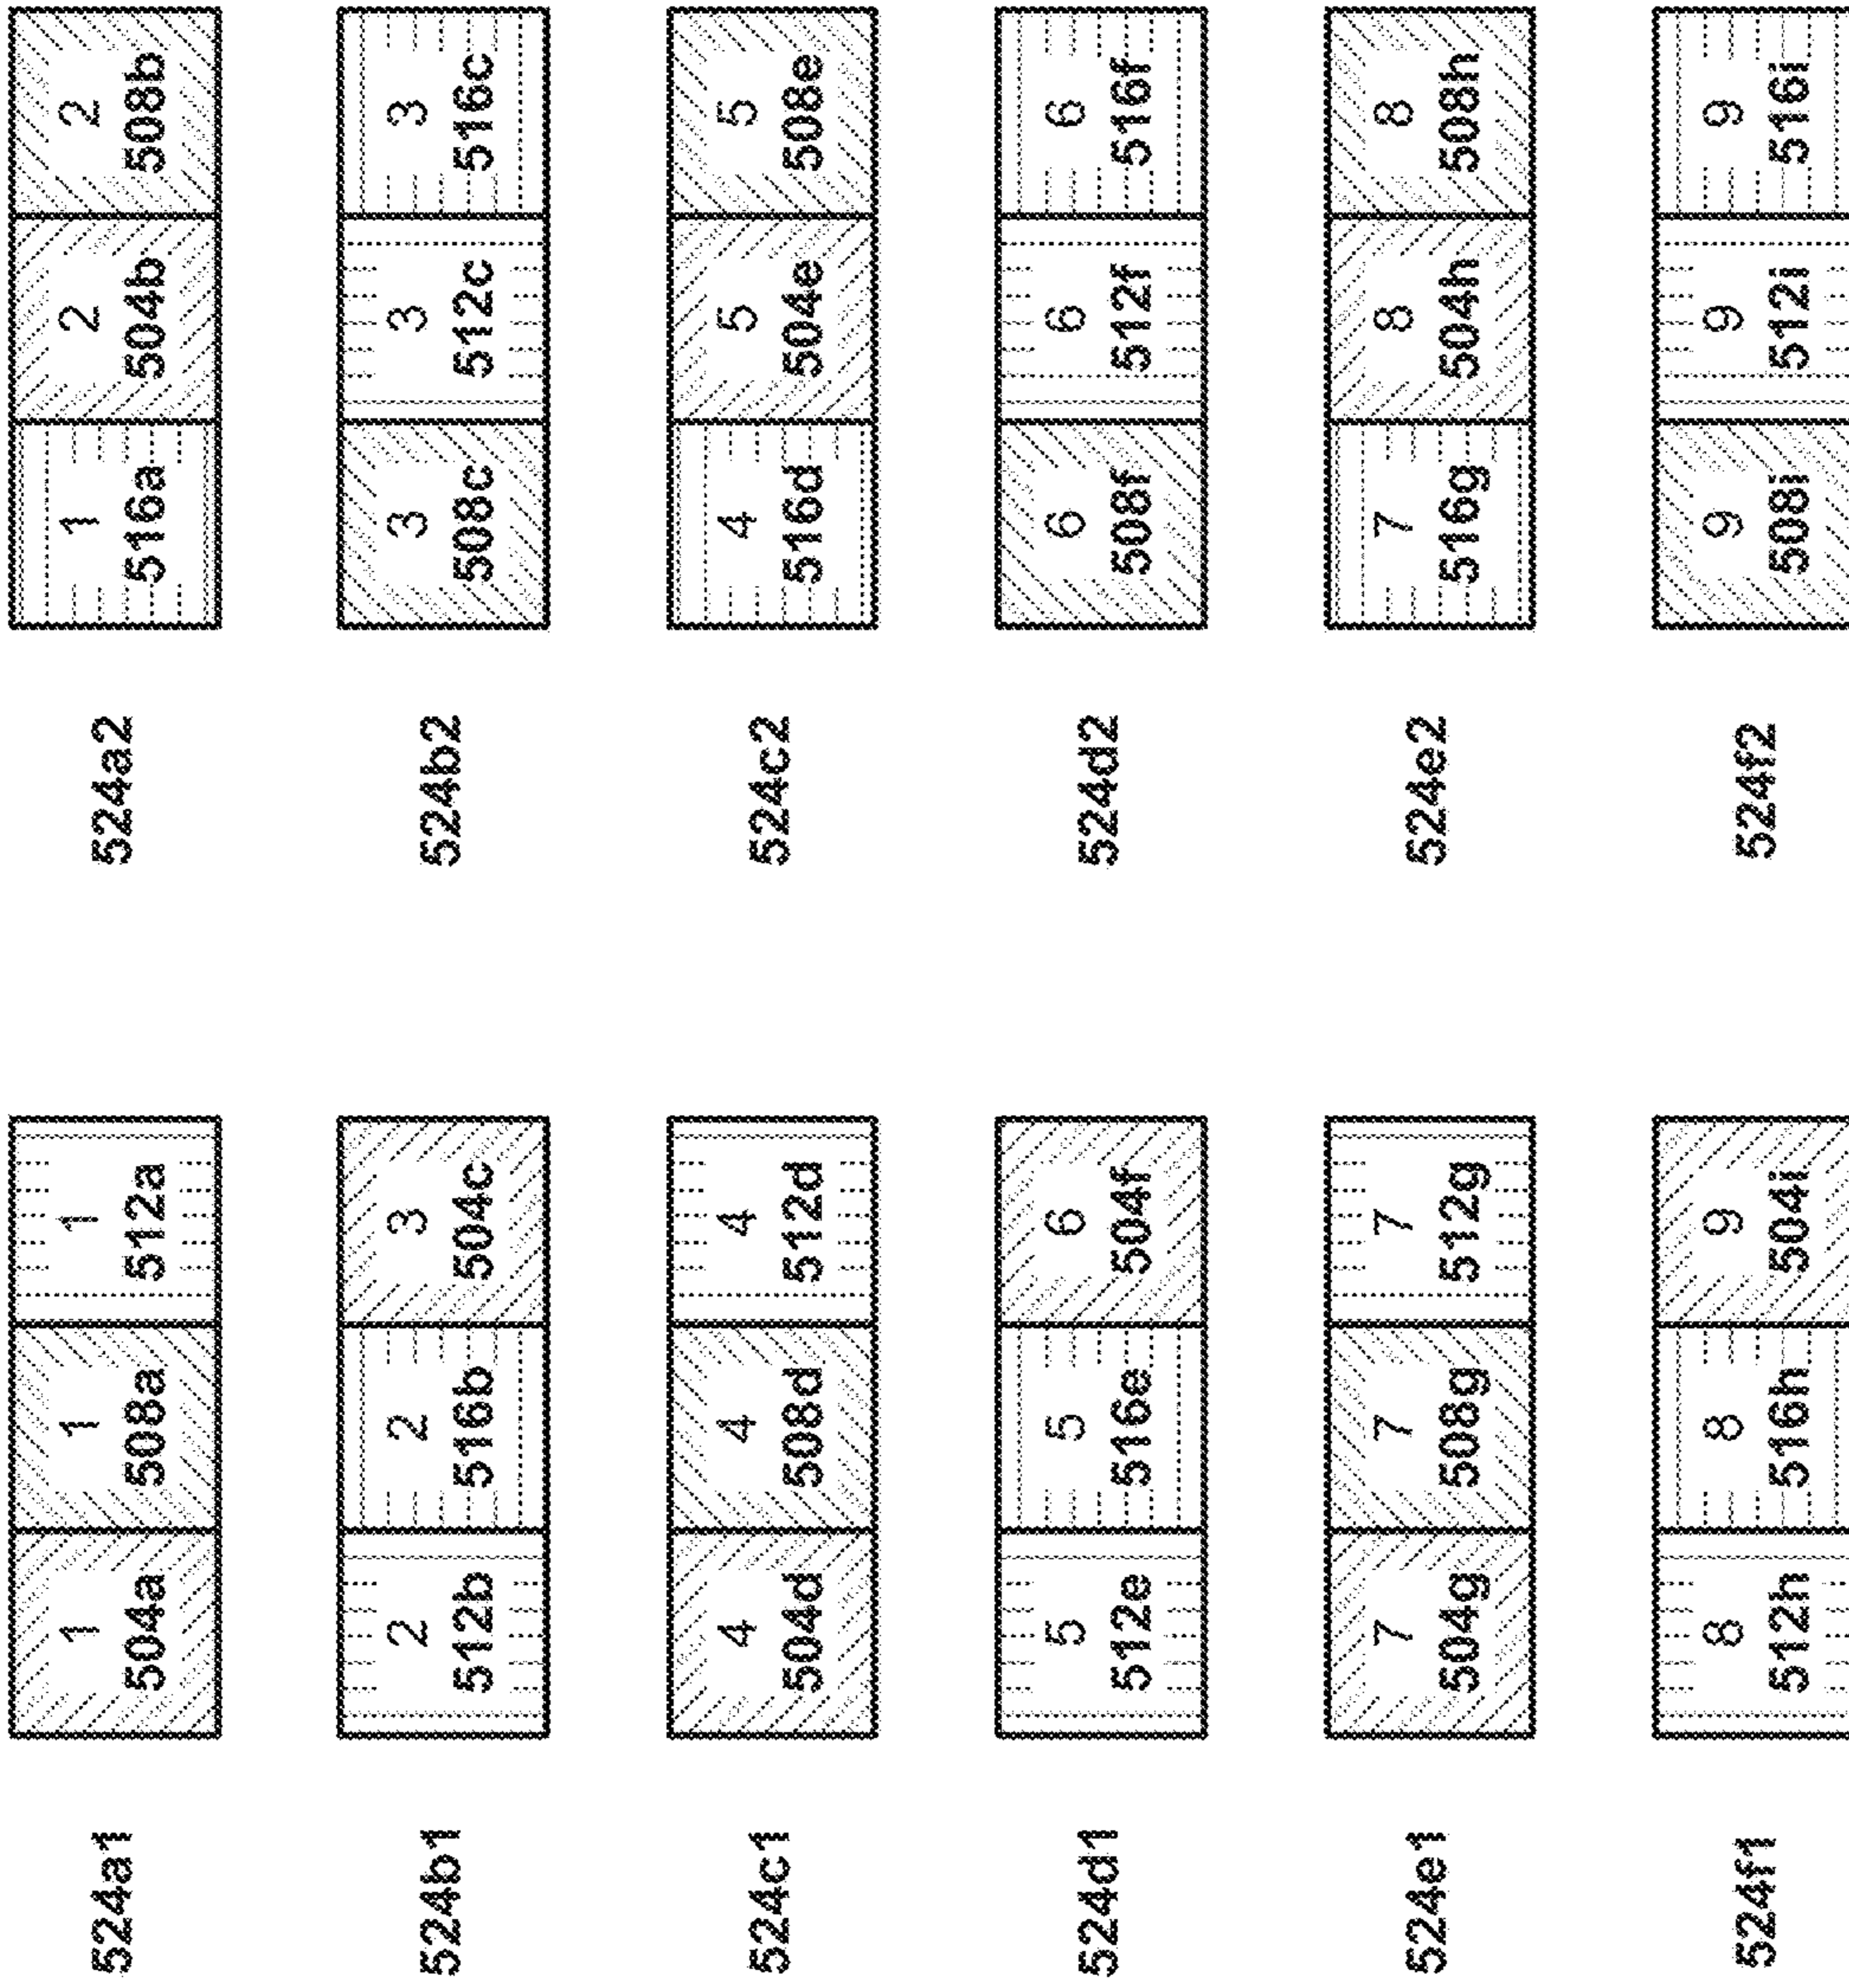 524a1
1 1 1
504a 508a 512a
524a2
1 2 2
516a 504b 508b
524b1
2 2 3
512b 516b 504c
524b2
3 3 3
508c 512c 516c
524c1
4 4 4
504d 508d 512d
524c2
4 5 5
516d 504e 508e
524d1
5 5 6
512e 516e 504f
524d2
6 6 6
508f 512f 516f
524e1
7 7 7
504g 508g 512g
524e2
7 8 8
516g 504h 508h
524f1
8 8 9
512h 516h 504i
524f2
9 9 9
508i 512i 516i